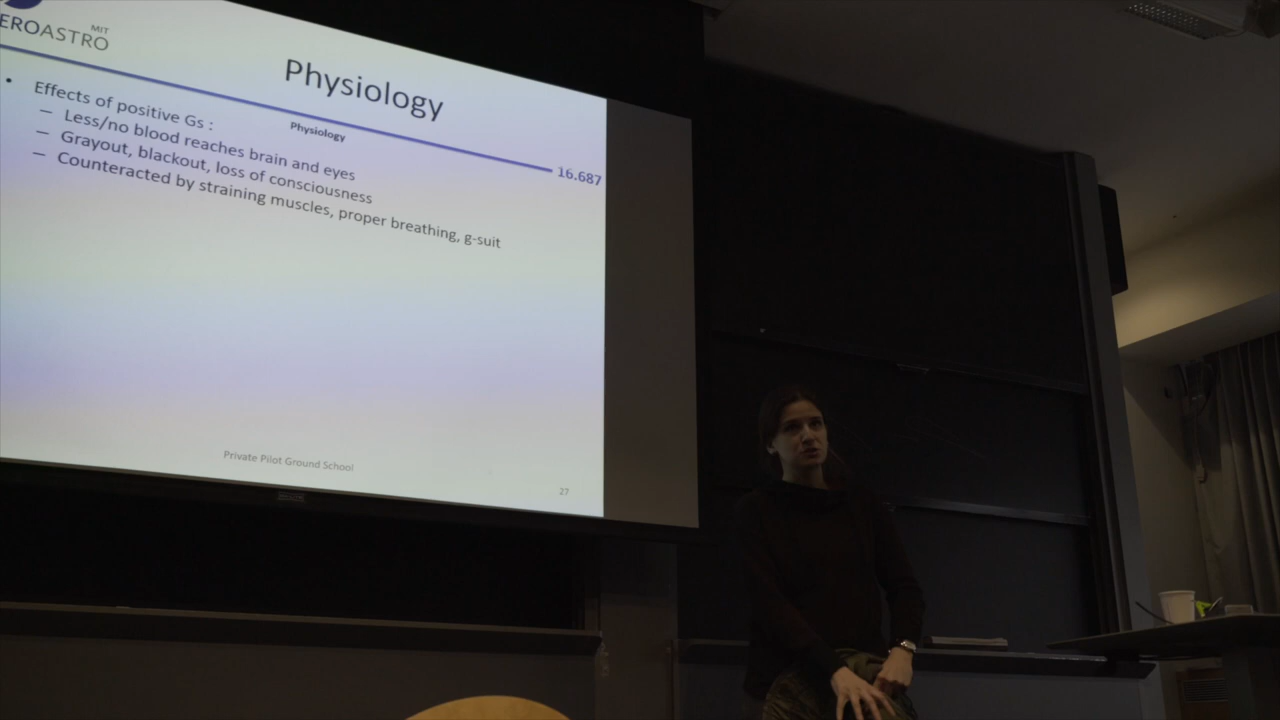 MIT
EROASTRO
Physiology
Physiology
16.687
• Effects of positive Gs :
– Less/no blood reaches brain and eyes
– Grayout, blackout, loss of consciousness
– Counteracted by straining muscles, proper breathing, g-suit
Private Pilot Ground School
27